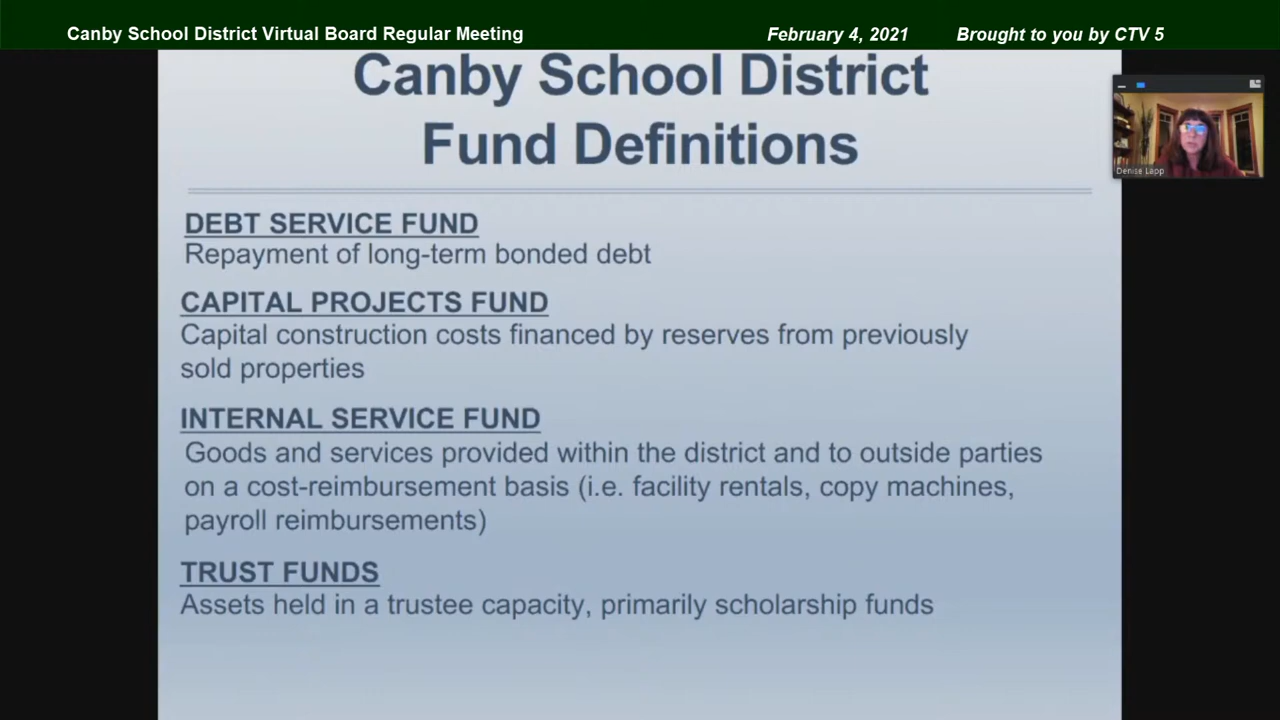 Canby School District Virtual Board Regular Meeting
February 4, 2021
Brought to you by CTV 5
Canby School District
Fund Definitions
Denise Lapp
DEBT SERVICE FUND
Repayment of long-term bonded debt
CAPITAL PROJECTS FUND
Capital construction costs financed by reserves from previously
sold properties
INTERNAL SERVICE FUND
Goods and services provided within the district and to outside parties
on a cost-reimbursement basis (i.e. facility rentals, copy machines,
payroll reimbursements)
TRUST FUNDS
Assets held in a trustee capacity, primarily scholarship funds